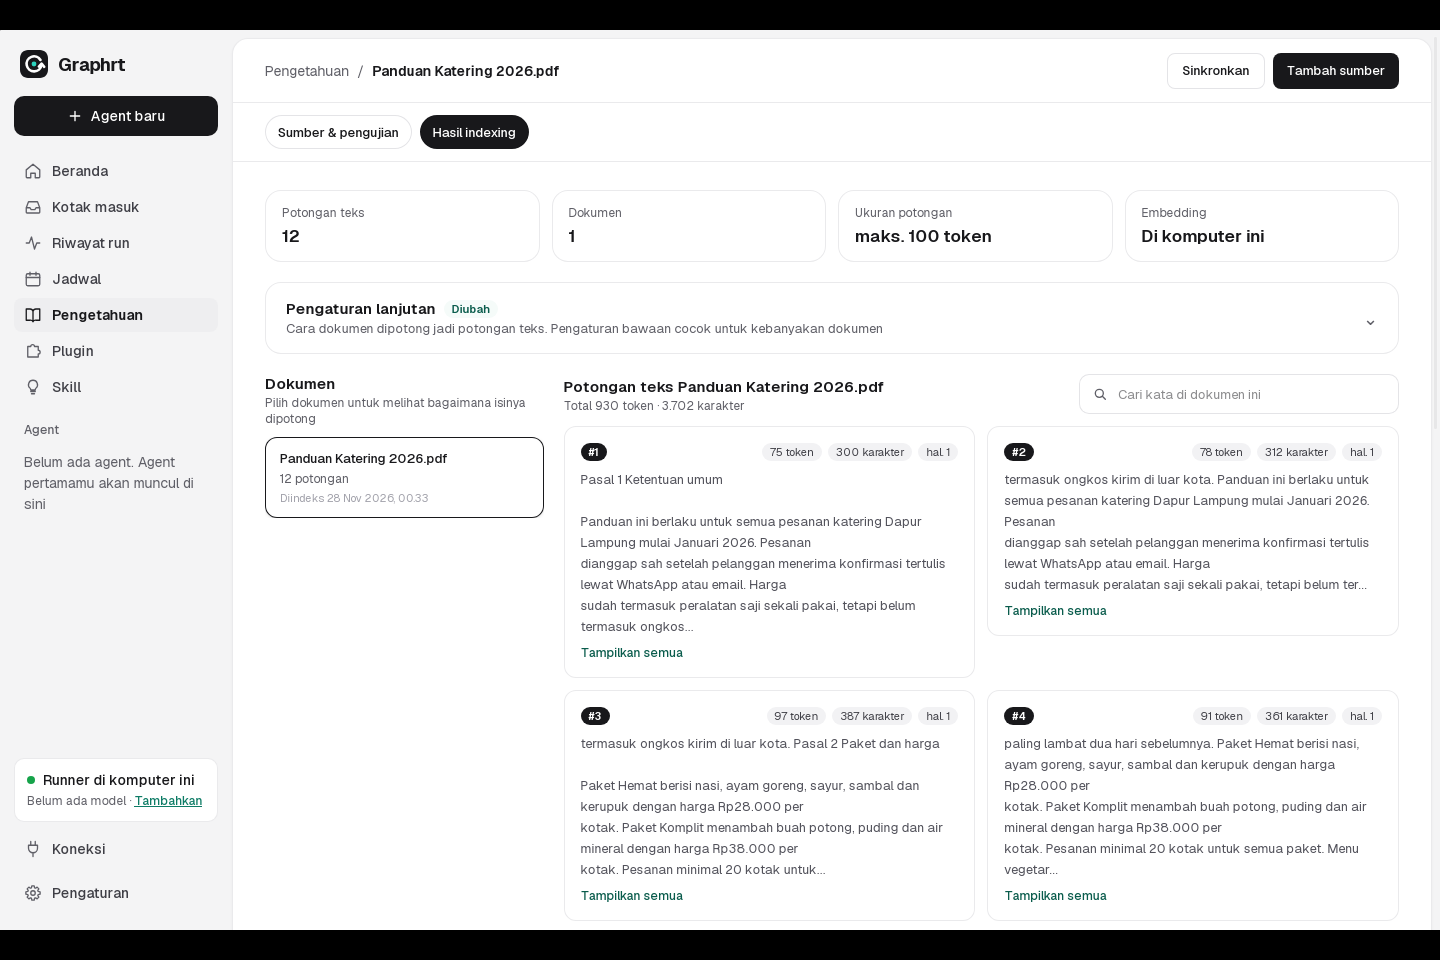 Graphrt
Agent baru
Beranda
Kotak masuk
Riwayat run
Jadwal
Pengetahuan
Plugin
Skill
Agent
Belum ada agent. Agent
pertamamu akan muncul di
sini
Runner di komputer ini
Belum ada model · Tambahkan
Koneksi
Pengaturan
Pengetahuan / Panduan Katering 2026.pdf
Sinkronkan
Tambah sumber
Sumber & pengujian
Hasil indexing
Potongan teks
12
Dokumen
1
Ukuran potongan
maks. 100 token
Embedding
Di komputer ini
Pengaturan lanjutan Diubah
Cara dokumen dipotong jadi potongan teks. Pengaturan bawaan cocok untuk kebanyakan dokumen
Dokumen
Pilih dokumen untuk melihat bagaimana isinya
dipotong
Panduan Katering 2026.pdf
12 potongan
Diindeks 28 Nov 2026, 00.33
Potongan teks Panduan Katering 2026.pdf
Total 930 token · 3.702 karakter
Cari kata di dokumen ini
#1 75 token 300 karakter hal. 1
Pasal 1 Ketentuan umum
Panduan ini berlaku untuk semua pesanan katering Dapur
Lampung mulai Januari 2026. Pesanan
dianggap sah setelah pelanggan menerima konfirmasi tertulis
lewat WhatsApp atau email. Harga
sudah termasuk peralatan saji sekali pakai, tetapi belum
termasuk ongkos...
Tampilkan semua
#2 78 token 312 karakter hal. 1
termasuk ongkos kirim di luar kota. Panduan ini berlaku untuk
semua pesanan katering Dapur Lampung mulai Januari 2026.
Pesanan
dianggap sah setelah pelanggan menerima konfirmasi tertulis
lewat WhatsApp atau email. Harga
sudah termasuk peralatan saji sekali pakai, tetapi belum ter...
Tampilkan semua
#3 97 token 387 karakter hal. 1
termasuk ongkos kirim di luar kota. Pasal 2 Paket dan harga
Paket Hemat berisi nasi, ayam goreng, sayur, sambal dan
kerupuk dengan harga Rp28.000 per
kotak. Paket Komplit menambah buah potong, puding dan air
mineral dengan harga Rp38.000 per
kotak. Pesanan minimal 20 kotak untuk...
Tampilkan semua
#4 91 token 361 karakter hal. 1
paling lambat dua hari sebelumnya. Paket Hemat berisi nasi,
ayam goreng, sayur, sambal dan kerupuk dengan harga
Rp28.000 per
kotak. Paket Komplit menambah buah potong, puding dan air
mineral dengan harga Rp38.000 per
kotak. Pesanan minimal 20 kotak untuk semua paket. Menu
vegetar...
Tampilkan semua